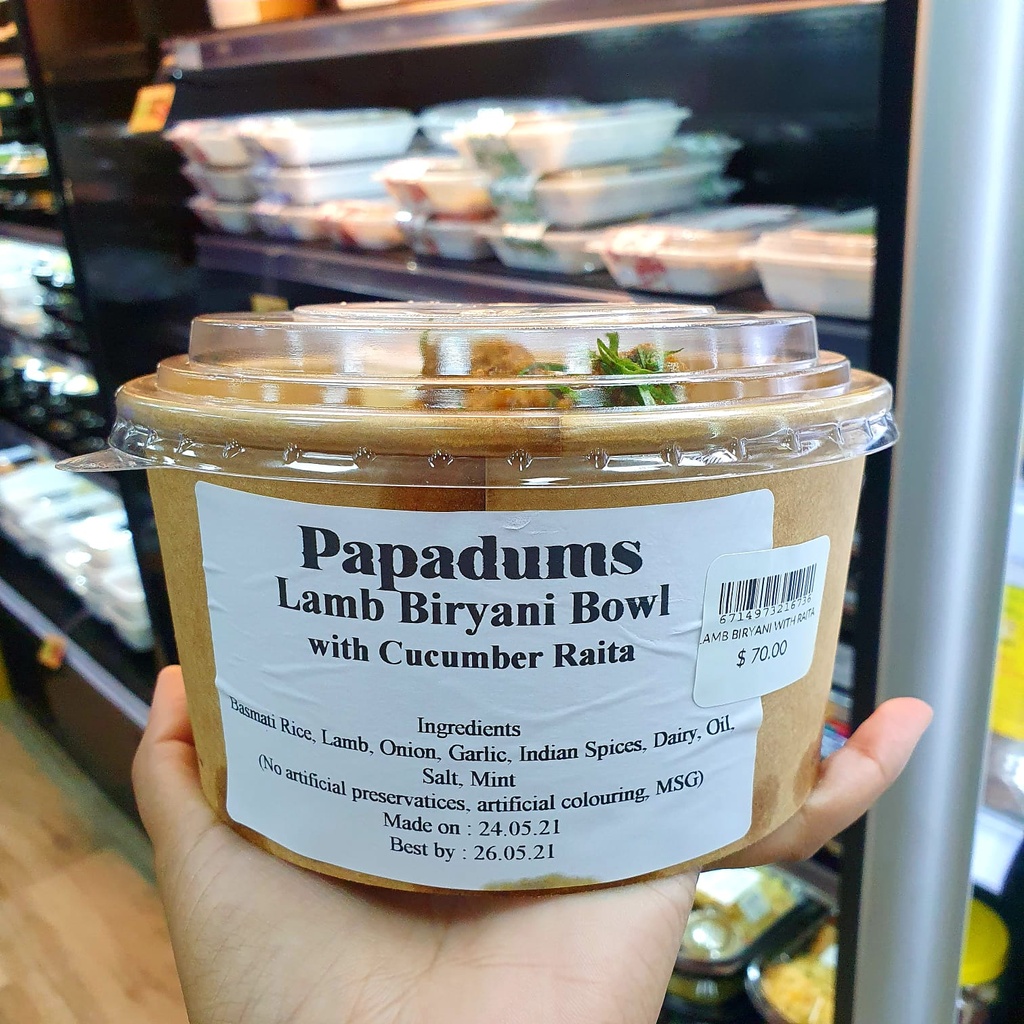 Papadums
Lamb Biryani Bowl
with Cucumber Raita
Ingredients
Basmati Rice, Lamb, Onion, Garlic, Indian Spices, Dairy, Oil.
Salt, Mint
(No artificial preservatices, artificial colouring, MSG)
Made on : 24.05.21
Best by : 26.05.21
6714973216736
LAMB BIRYANI WITH RAITA
$ 70.00